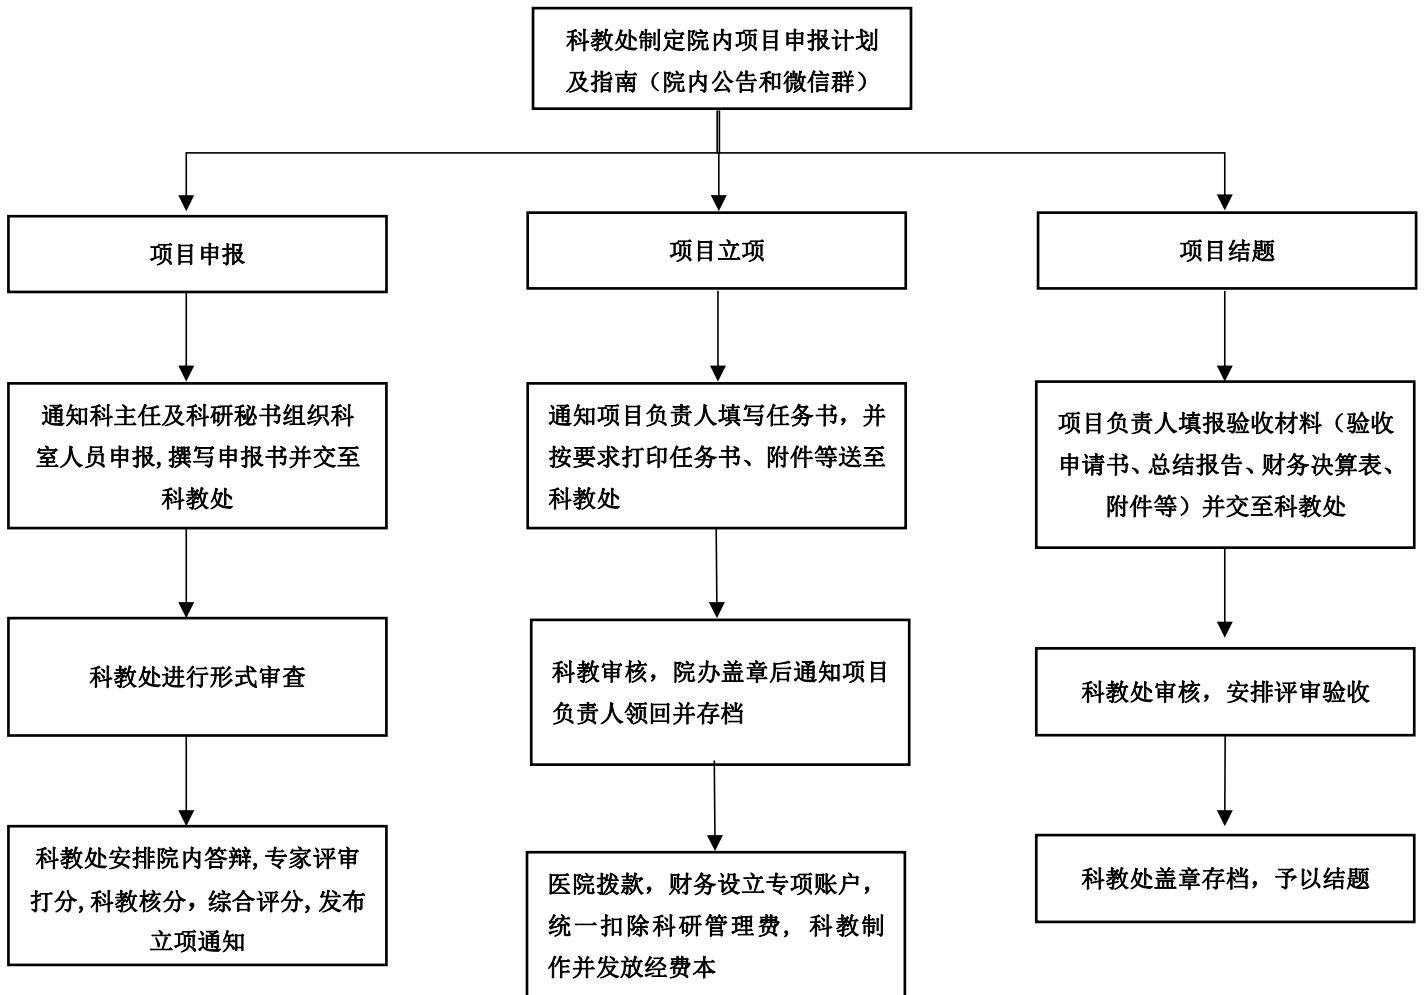 科教处制定院内项目申报计划
及指南（院内公告和微信群）
项目申报
项目立项
项目结题
通知科主任及科研秘书组织科
室人员申报,撰写申报书并交至
科教处
通知项目负责人填写任务书，并
按要求打印任务书、附件等送至
科教处
项目负责人填报验收材料（验收
申请书、总结报告、财务决算表、
附件等）并交至科教处
科教处进行形式审查
科教审核，院办盖章后通知项目
负责人领回并存档
科教处审核，安排评审验收
科教处安排院内答辩,专家评审
打分,科教核分，综合评分,发布
立项通知
医院拨款，财务设立专项账户，
统一扣除科研管理费, 科教制
作并发放经费本
科教处盖章存档，予以结题